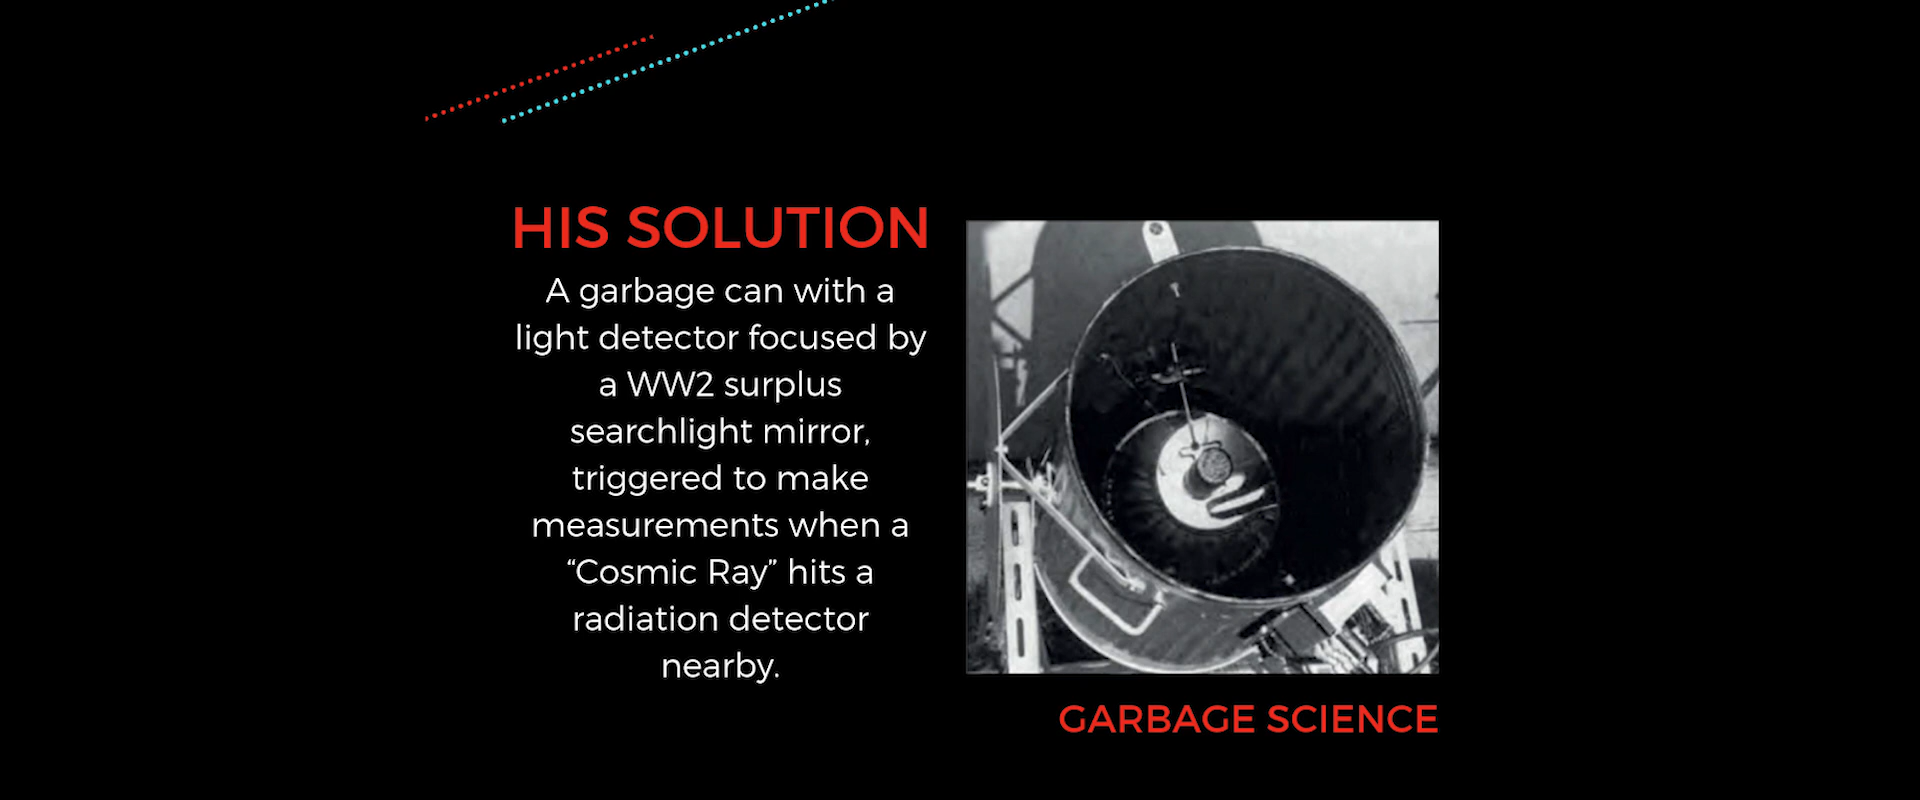 HIS SOLUTION
A garbage can with a
light detector focused by
a WW2 surplus
searchlight mirror,
triggered to make
measurements when a
“Cosmic Ray” hits a
radiation detector
nearby.
GARBAGE SCIENCE